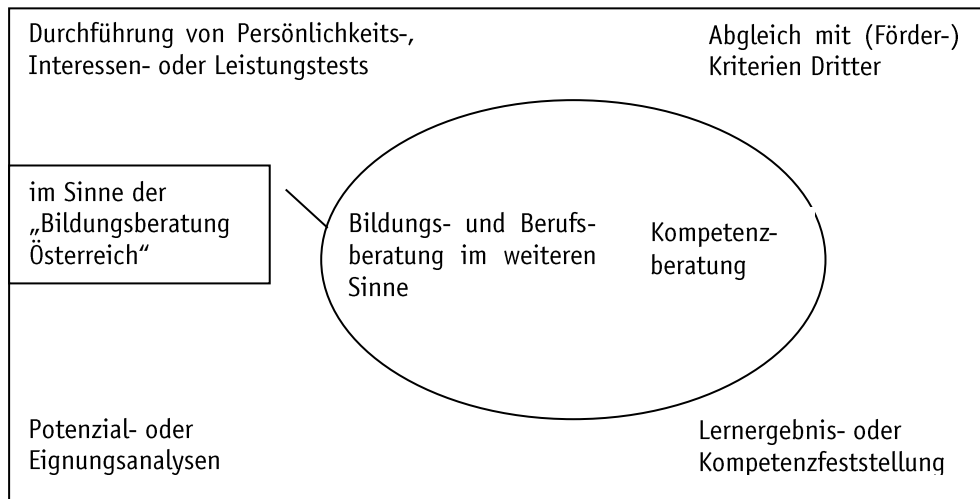 Durchführung von Persönlichkeits-,
Interessen- oder Leistungstests
Abgleich mit (Förder-)
Kriterien Dritter
im Sinne der
„Bildungsberatung
Österreich“
Bildungs- und Berufs-
beratung im weiteren
Sinne
Kompetenz-
beratung
Potenzial- oder
Eignungsanalysen
Lernergebnis- oder
Kompetenzfeststellung